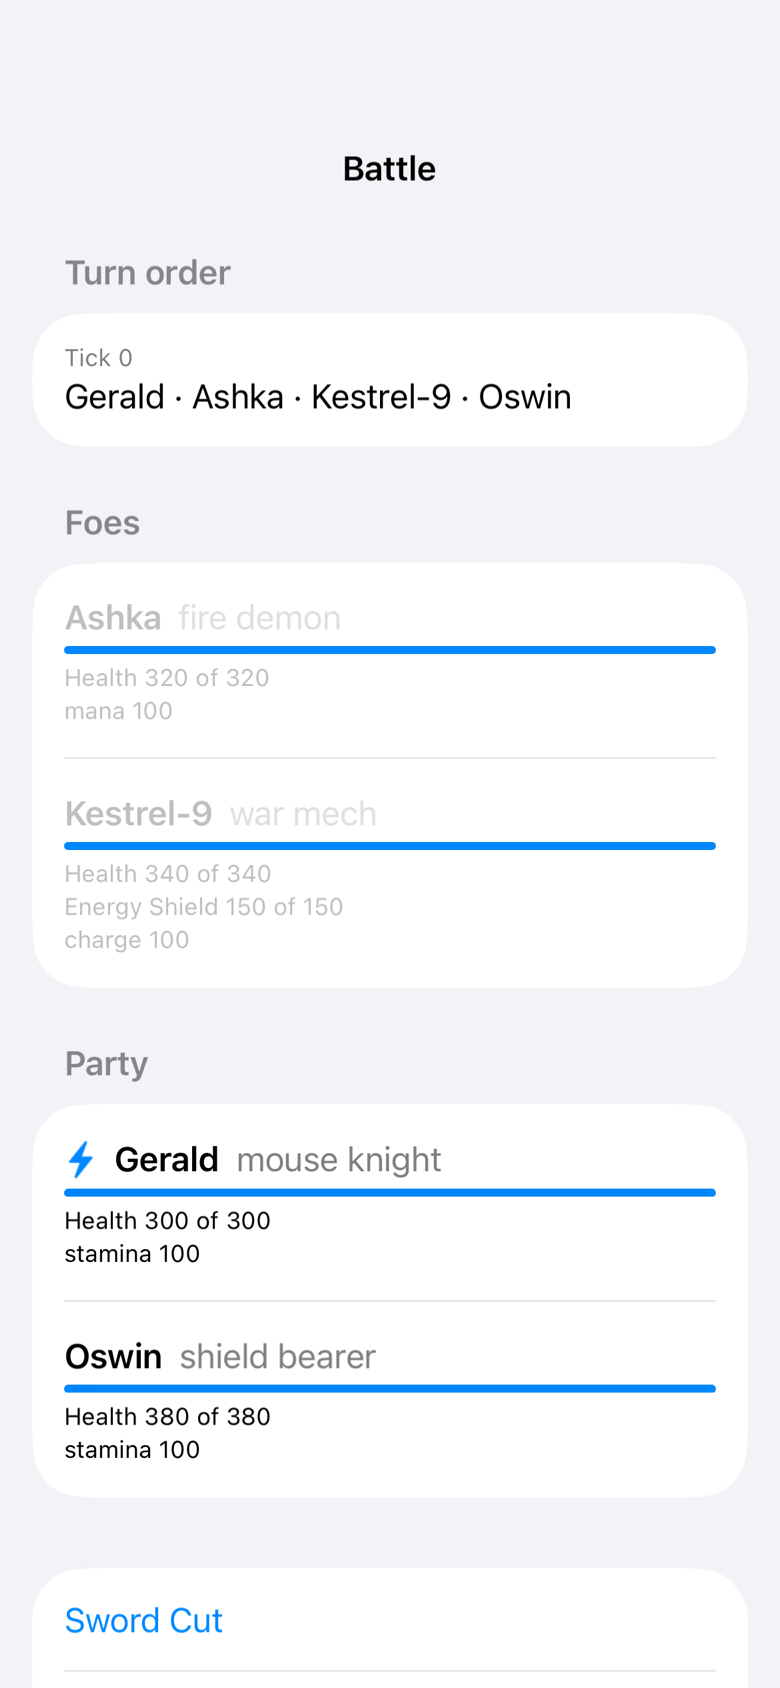 Battle
Turn order
Tick 0
Gerald · Ashka · Kestrel-9 · Oswin
Foes
Ashka fire demon
Health 320 of 320
mana 100
Kestrel-9 war mech
Health 340 of 340
Energy Shield 150 of 150
charge 100
Party
Gerald mouse knight
Health 300 of 300
stamina 100
Oswin shield bearer
Health 380 of 380
stamina 100
Sword Cut